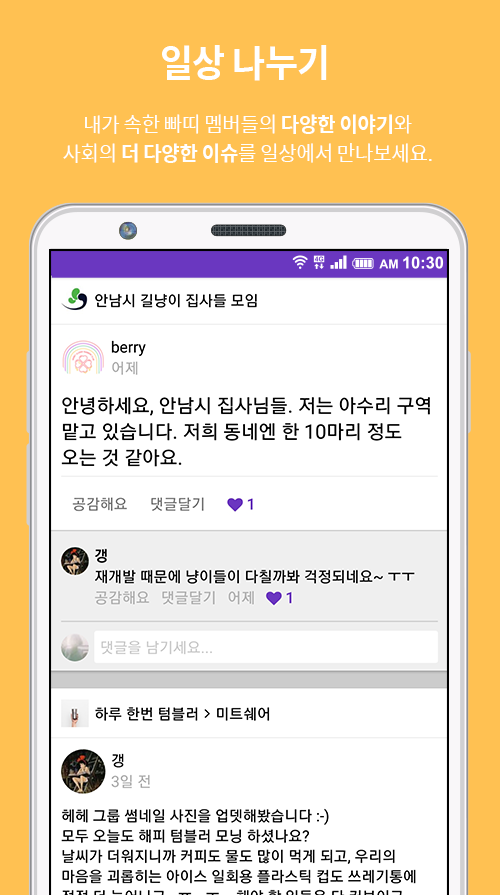 일상 나누기
내가 속한 빠띠 멤버들의 다양한 이야기와
사회의 더 다양한 이슈를 일상에서 만나보세요.
4G AM 10:30
안남시 길냥이 집사들 모임
berry
어제
안녕하세요, 안남시 집사님들. 저는 아수리 구역
맡고 있습니다. 저희 동네엔 한 10마리 정도
오는 것 같아요.
공감해요 댓글달기 1
갱
재개발 때문에 냥이들이 다칠까봐 걱정되네요~ ㅜㅜ
공감해요 댓글달기 어제 1
댓글을 남기세요...
하루 한번 텀블러 > 미트쉐어
갱
3일 전
헤헤 그룹 썸네일 사진을 업뎃해봤습니다 :-)
모두 오늘도 해피 텀블러 모닝 하셨나요?
날씨가 더워지니까 커피도 물도 많이 먹게 되고, 우리의
마음을 괴롭히는 아이스 일회용 플라스틱 컵도 쓰레기통에